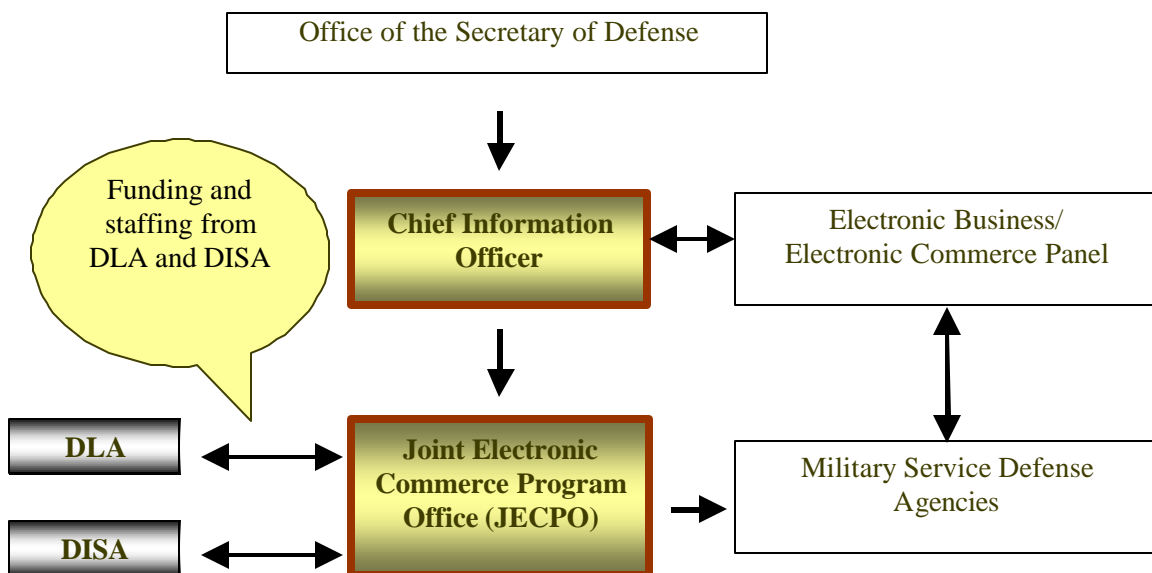 Office of the Secretary of Defense
Funding and
staffing from
DLA and DISA
Chief Information
Officer
Electronic Business/
Electronic Commerce Panel
DLA
Joint Electronic
Commerce Program
Office (JECPO)
Military Service Defense
Agencies
DISA